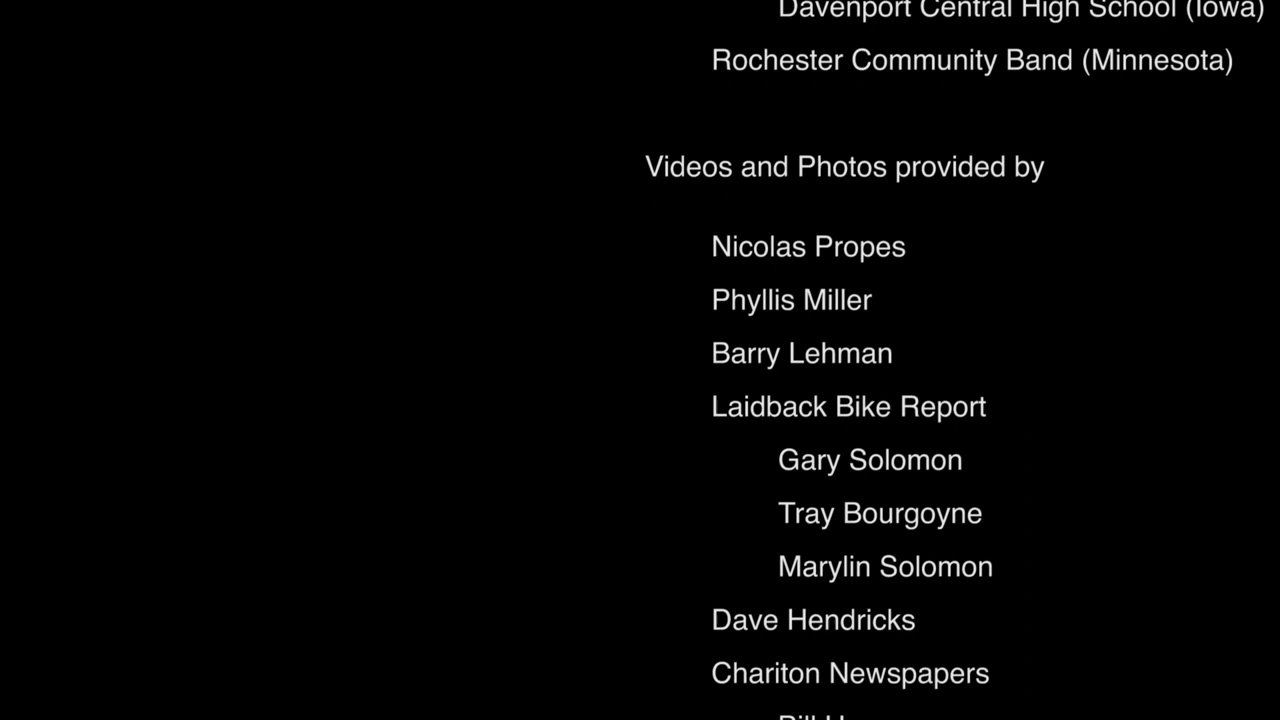 Davenport Central High School (Iowa)
Rochester Community Band (Minnesota)
Videos and Photos provided by
Nicolas Propes
Phyllis Miller
Barry Lehman
Laidback Bike Report
Gary Solomon
Tray Bourgoyne
Marylin Solomon
Dave Hendricks
Chariton Newspapers